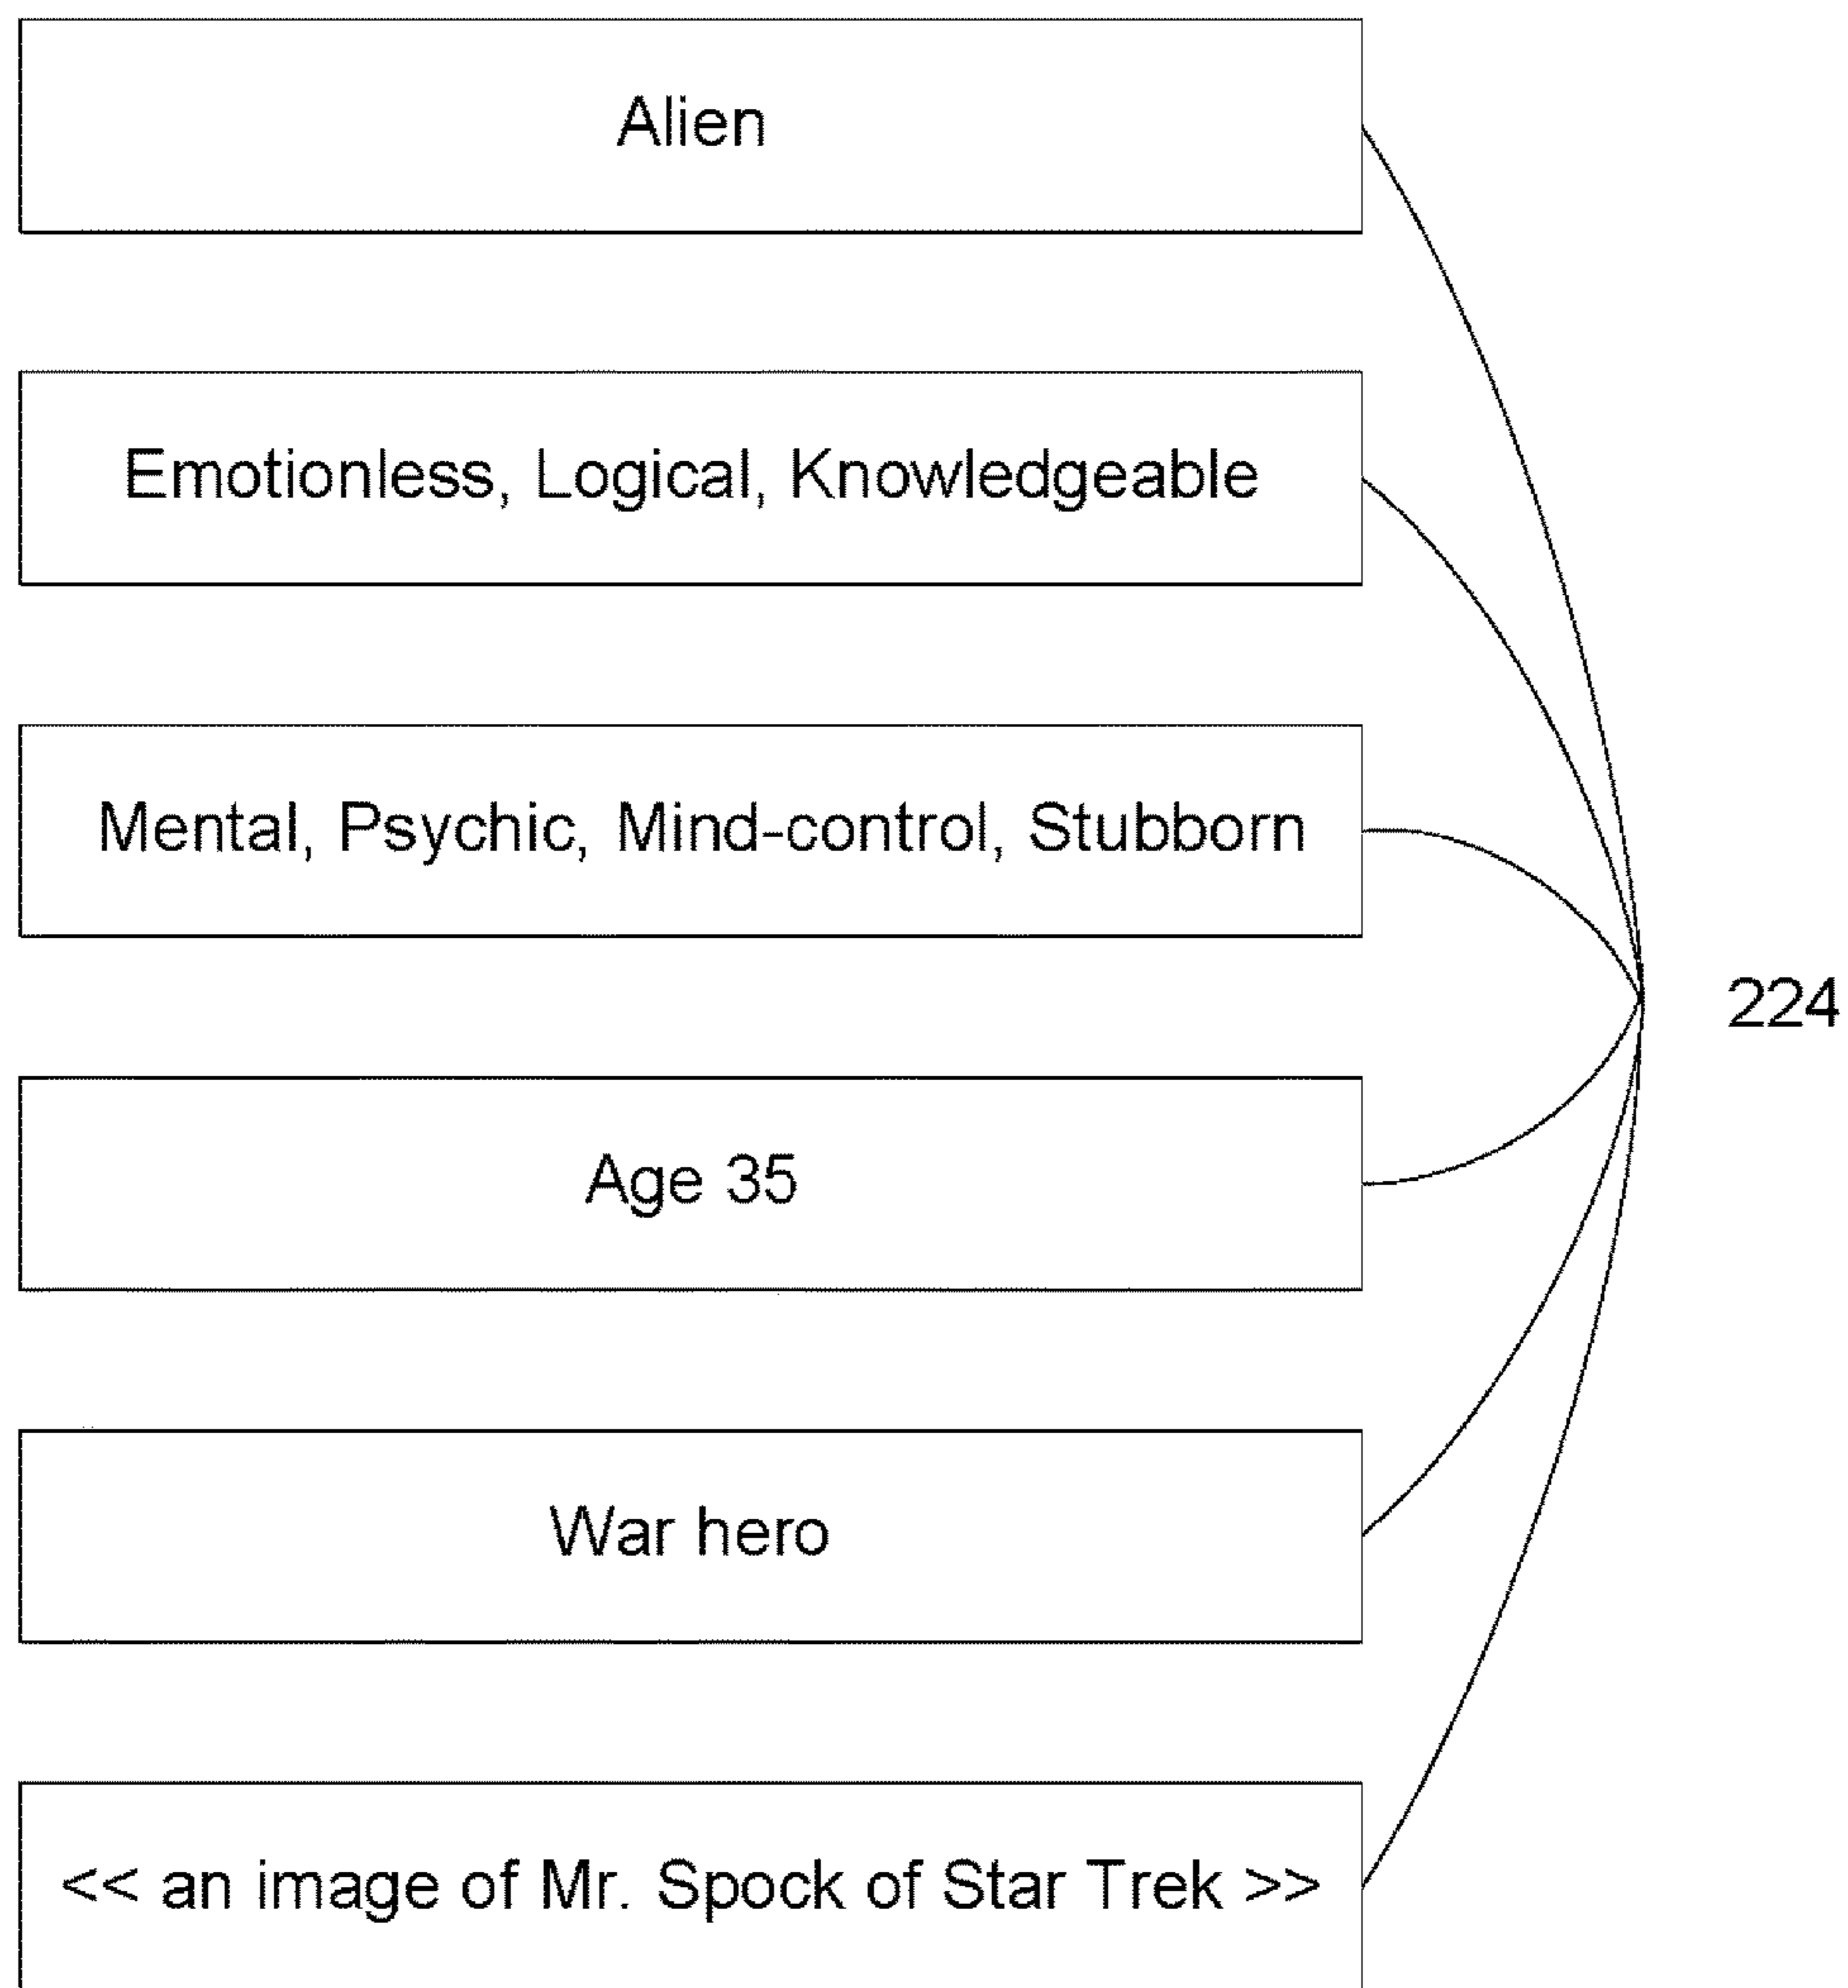 Alien
Emotionless, Logical, Knowledgeable
Mental, Psychic, Mind-control, Stubborn
224
Age 35
War hero
<< an image of Mr. Spock of Star Trek >>